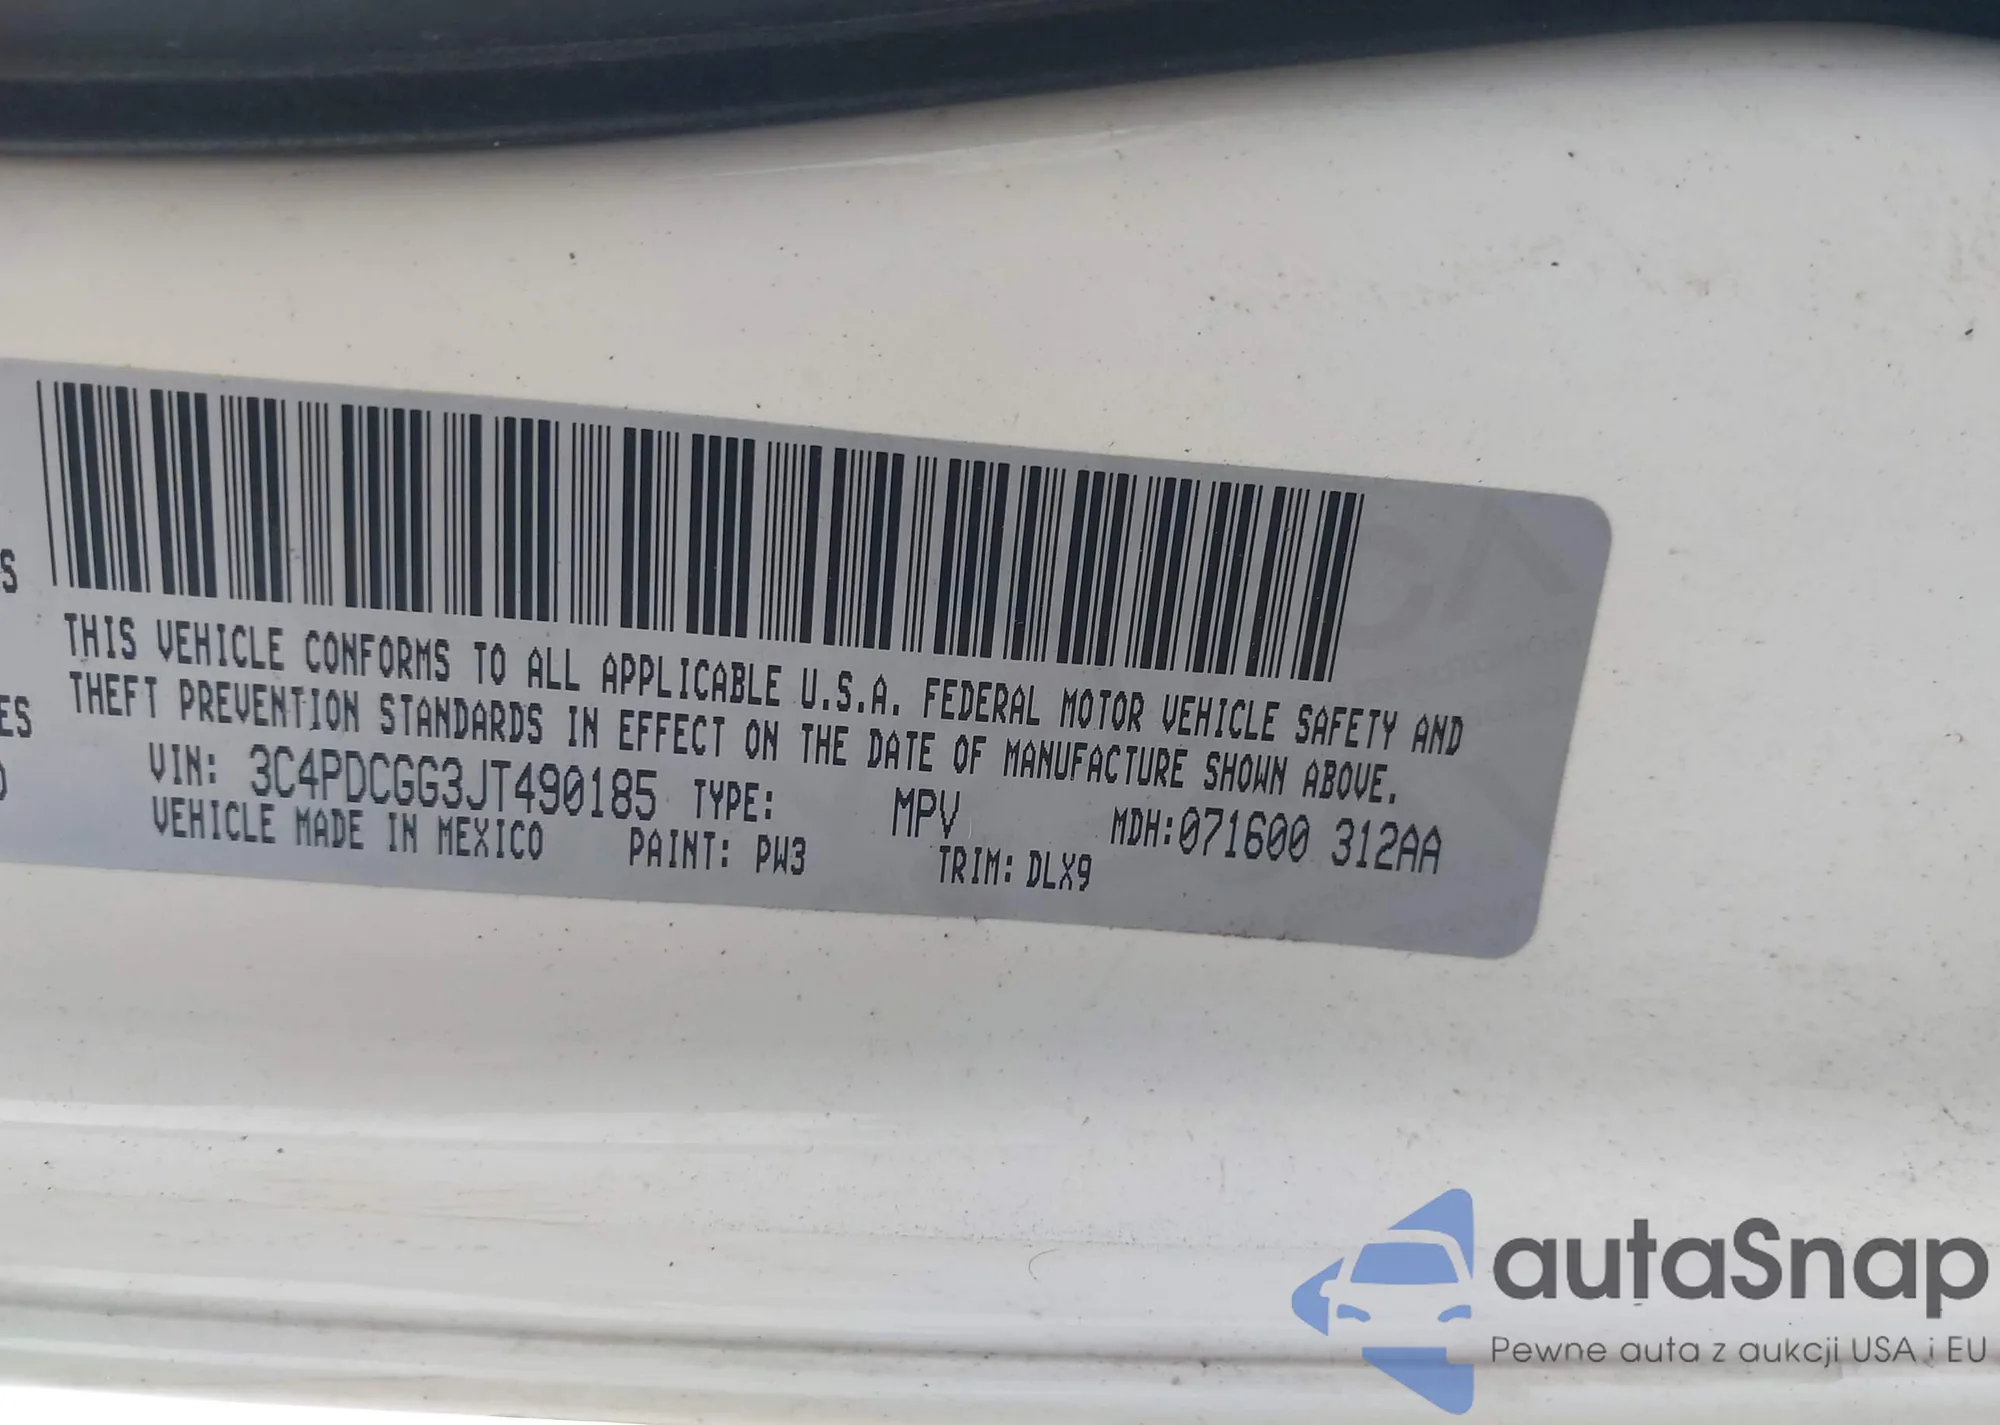 S
THIS VEHICLE CONFORMS TO ALL APPLICABLE U.S.A. FEDERAL MOTOR VEHICLE SAFETY AND
ES
THEFT PREVENTION STANDARDS IN EFFECT ON THE DATE OF MANUFACTURE SHOWN ABOVE.
VIN: 3C4PDCGG3JT490185 TYPE: MPV MDH:071600 312AA
VEHICLE MADE IN MEXICO PAINT: PW3 TRIM: DLX9
autaSnap
Pewne auta z aukcji USA i EU